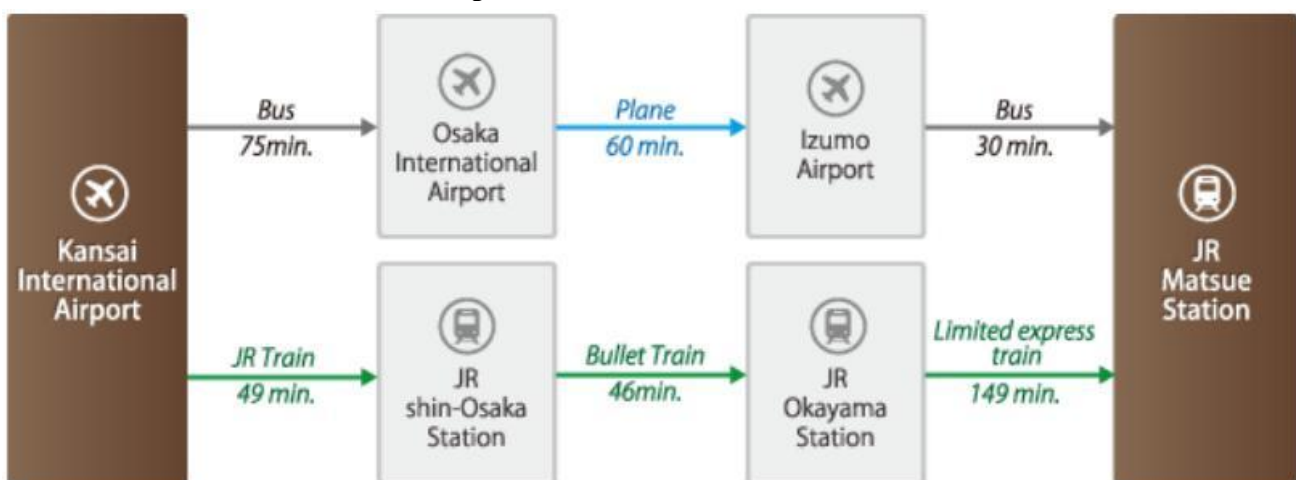 Kansai
International
Airport
Bus
75min.
Osaka
International
Airport
Plane
60 min.
Izumo
Airport
Bus
30 min.
JR Train
49 min.
JR
shin-Osaka
Station
Bullet Train
46min.
JR
Okayama
Station
Limited express
train
149 min.
JR
Matsue
Station